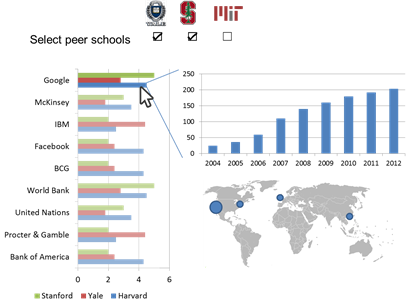 MIT
Select peer schools
Google
McKinsey
IBM
Facebook
BCG
World Bank
United Nations
Procter & Gamble
Bank of America
0 2 4 6
Stanford Yale Harvard
250
200
150
100
50
0
2004 2005 2006 2007 2008 2009 2010 2011 2012